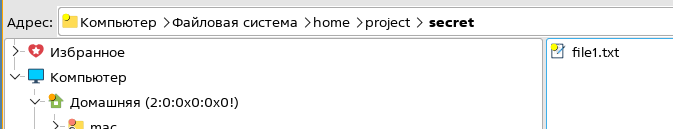 Адрес: Компьютер >Файловая система >home >project > secret
Избранное
Компьютер
Домашняя (2:0:0x0:0x0!)
mac
file1.txt